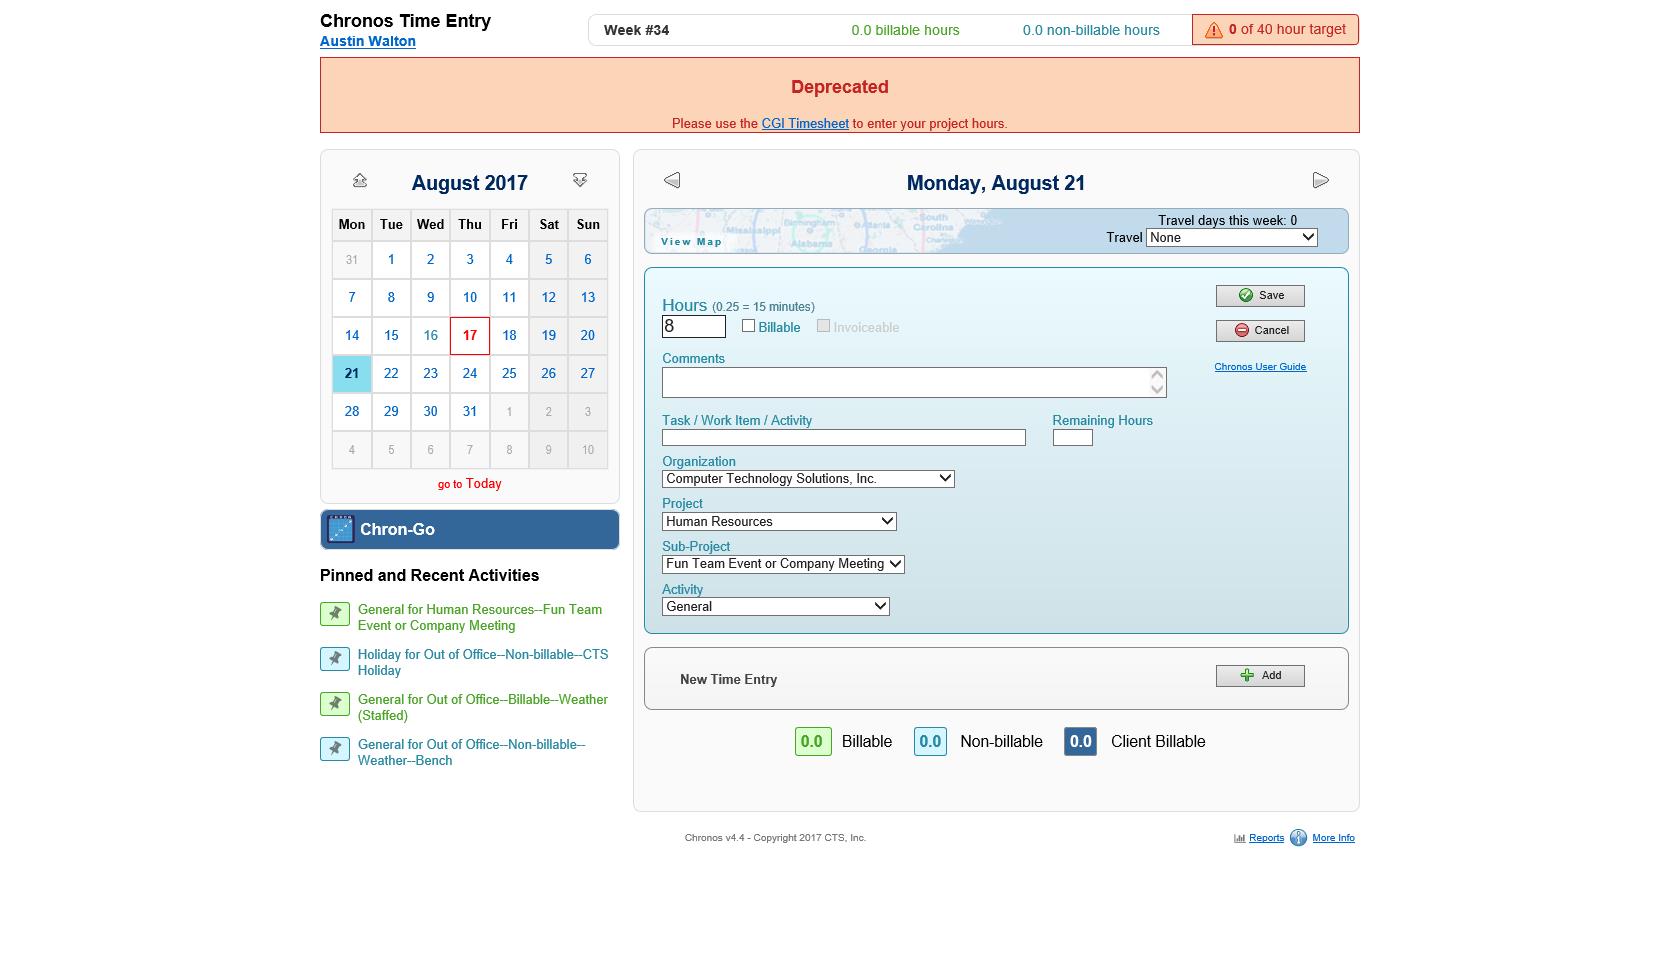 Chronos Time Entry
Austin Walton
Week #34
0.0 billable hours
0.0 non-billable hours
0 of 40 hour target
Deprecated
Please use the CGI Timesheet to enter your project hours.
August 2017
Mon Tue Wed Thu Fri Sat Sun
31 1 2 3 4 5 6
7 8 9 10 11 12 13
14 15 16 17 18 19 20
21 22 23 24 25 26 27
28 29 30 31 1 2 3
4 5 6 7 8 9 10
go to Today
Chron-Go
Pinned and Recent Activities
General for Human Resources--Fun Team
Event or Company Meeting
Holiday for Out of Office--Non-billable--CTS
Holiday
General for Out of Office--Billable--Weather
(Staffed)
General for Out of Office--Non-billable--
Weather--Bench
Monday, August 21
Mississippi
Birmingham
Alabama
Atlanta
Georgia
South
Carolina
View Map
Travel days this week: 0
Travel None
Hours (0.25 = 15 minutes)
8 Billable Invoiceable
Save
Cancel
Chronos User Guide
Comments
Task / Work Item / Activity
Remaining Hours
Organization
Computer Technology Solutions, Inc.
Project
Human Resources
Sub-Project
Fun Team Event or Company Meeting
Activity
General
New Time Entry
Add
0.0 Billable 0.0 Non-billable 0.0 Client Billable
Chronos v4.4 - Copyright 2017 CTS, Inc.
Reports More Info